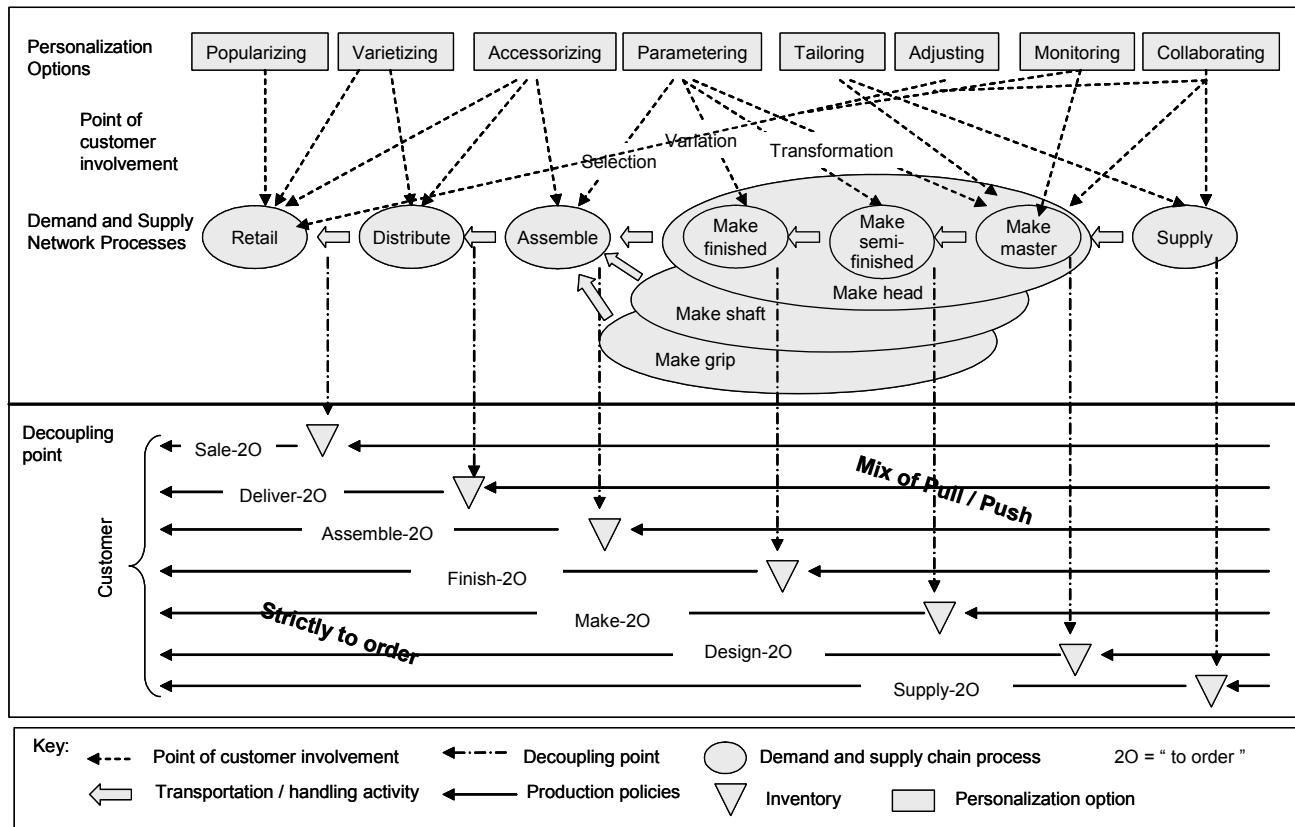 Personalization
Options
Popularizing
Varietizing
Accessorizing
Parametering
Tailoring
Adjusting
Monitoring
Collaborating
Point of
customer
involvement
Selection
Variation
Transformation
Demand and Supply
Network Processes
Retail
Distribute
Assemble
Make
finished
Make
semi-
finished
Make
master
Supply
Make head
Make shaft
Make grip
Decoupling
point
Customer
Sale-2O
Deliver-2O
Assemble-2O
Finish-2O
Make-2O
Design-2O
Supply-2O
Mix of Pull / Push
Strictly to order
Key:
Point of customer involvement
Decoupling point
Demand and supply chain process
2O = “ to order ”
Transportation / handling activity
Production policies
Inventory
Personalization option